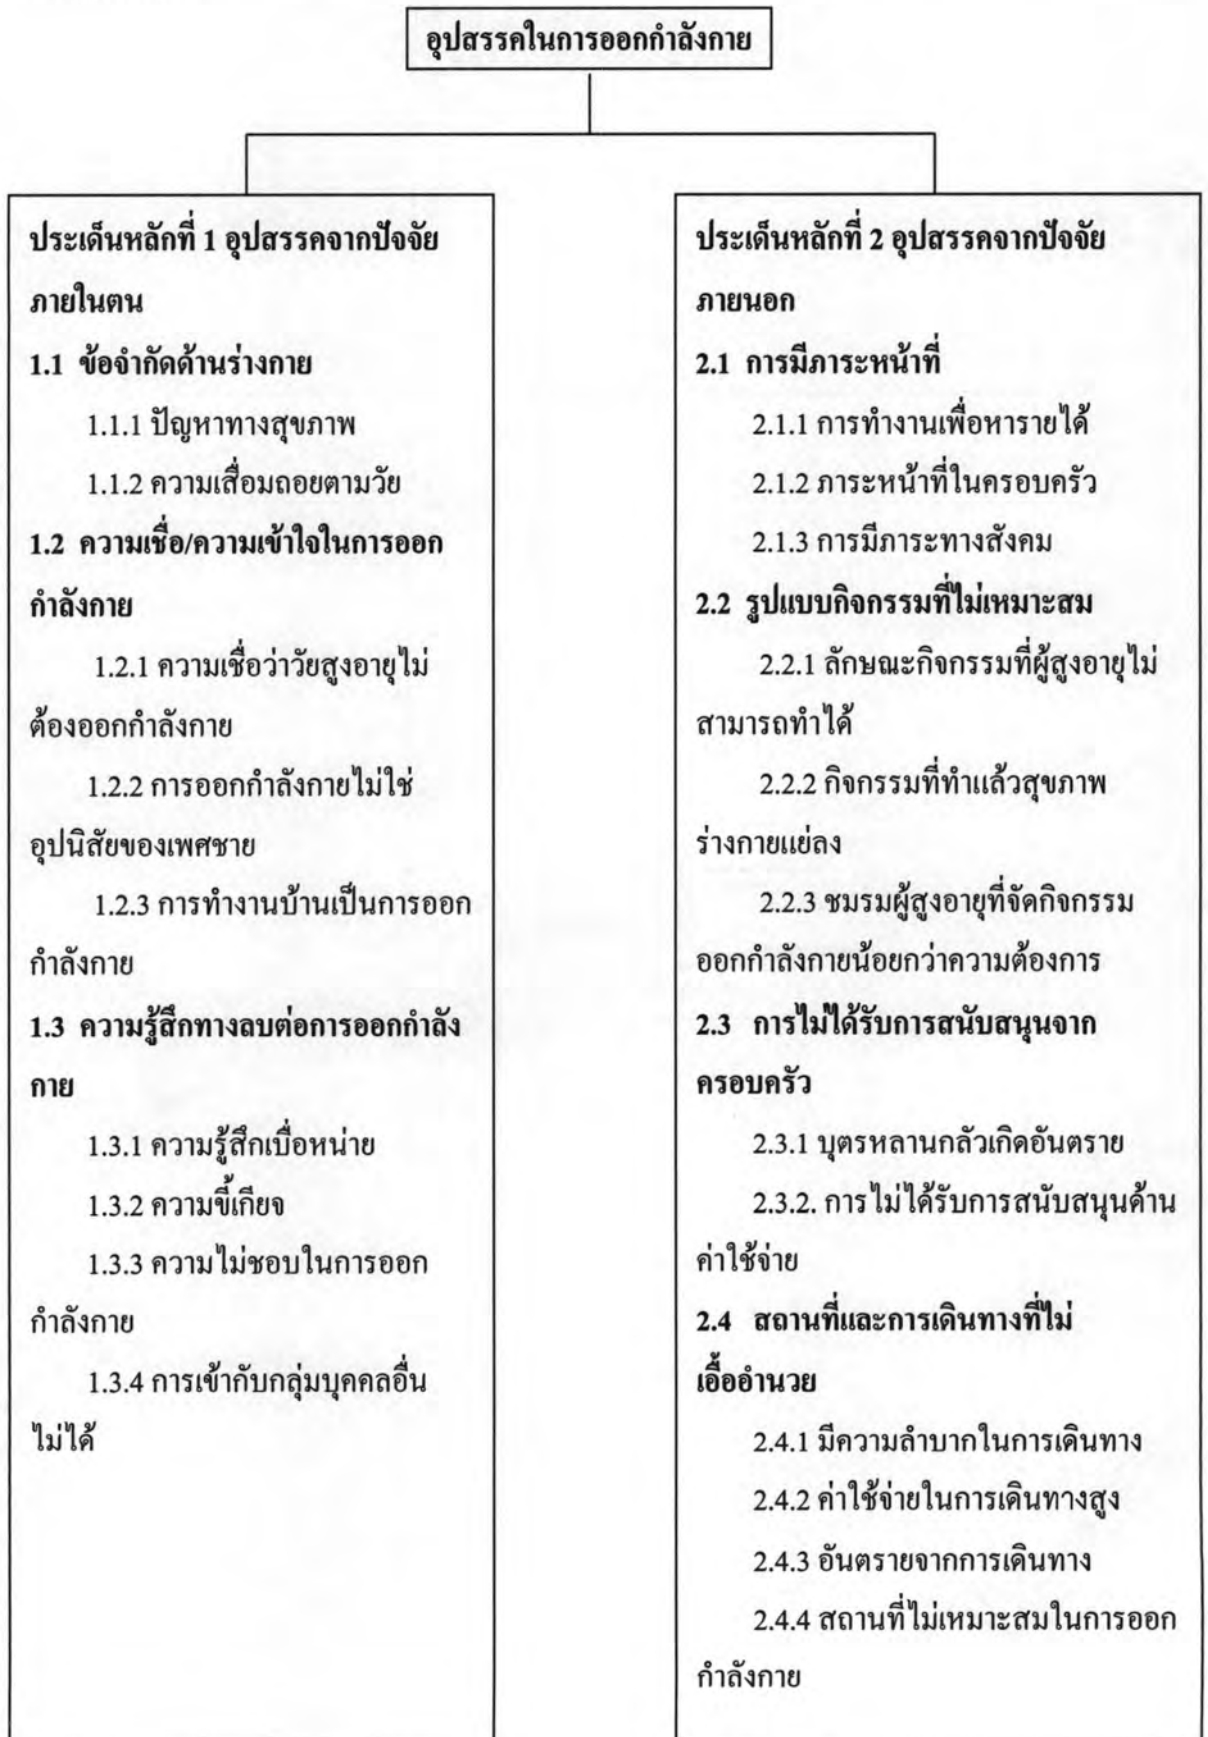 อุปสรรคในการออกกำลังกาย
ประเด็นหลักที่ 1 อุปสรรคจากปัจจัย
ภายในตน
1.1 ข้อจำกัดด้านร่างกาย
1.1.1 ปัญหาทางสุขภาพ
1.1.2 ความเสื่อมถอยตามวัย
1.2 ความเชื่อ/ความเข้าใจในการออก
กำลังกาย
1.2.1 ความเชื่อว่าวัยสูงอายุไม่
ต้องออกกำลังกาย
1.2.2 การออกกำลังกายไม่ใช่
อุปนิสัยของเพศชาย
1.2.3 การทำงานบ้านเป็นการออก
กำลังกาย
1.3 ความรู้สึกทางลบต่อการออกกำลัง
กาย
1.3.1 ความรู้สึกเบื่อหน่าย
1.3.2 ความขี้เกียจ
1.3.3 ความไม่ชอบในการออก
กำลังกาย
1.3.4 การเข้ากับกลุ่มบุคคลอื่น
ไม่ได้
ประเด็นหลักที่ 2 อุปสรรคจากปัจจัย
ภายนอก
2.1 การมีภาระหน้าที่
2.1.1 การทำงานเพื่อหารายได้
2.1.2 ภาระหน้าที่ในครอบครัว
2.1.3 การมีภาระทางสังคม
2.2 รูปแบบกิจกรรมที่ไม่เหมาะสม
2.2.1 ลักษณะกิจกรรมที่ผู้สูงอายุไม่
สามารถทำได้
2.2.2 กิจกรรมที่ทำแล้วสุขภาพ
ร่างกายแย่ลง
2.2.3 ชมรมผู้สูงอายุที่จัดกิจกรรม
ออกกำลังกายน้อยกว่าความต้องการ
2.3 การไม่ได้รับการสนับสนุนจาก
ครอบครัว
2.3.1 บุตรหลานกลัวเกิดอันตราย
2.3.2. การไม่ได้รับการสนับสนุนด้าน
ค่าใช้จ่าย
2.4 สถานที่และการเดินทางที่ไม่
เอื้ออำนวย
2.4.1 มีความลำบากในการเดินทาง
2.4.2 ค่าใช้จ่ายในการเดินทางสูง
2.4.3 อันตรายจากการเดินทาง
2.4.4 สถานที่ไม่เหมาะสมในการออก
กำลังกาย